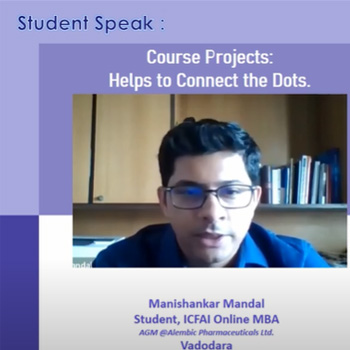 Student Speak :
Course Projects:
Helps to Connect the Dots.
Manishankar Mandal
Student, ICFAI Online MBA
AGM @Alembic Pharmaceuticals Ltd.
Vadodara